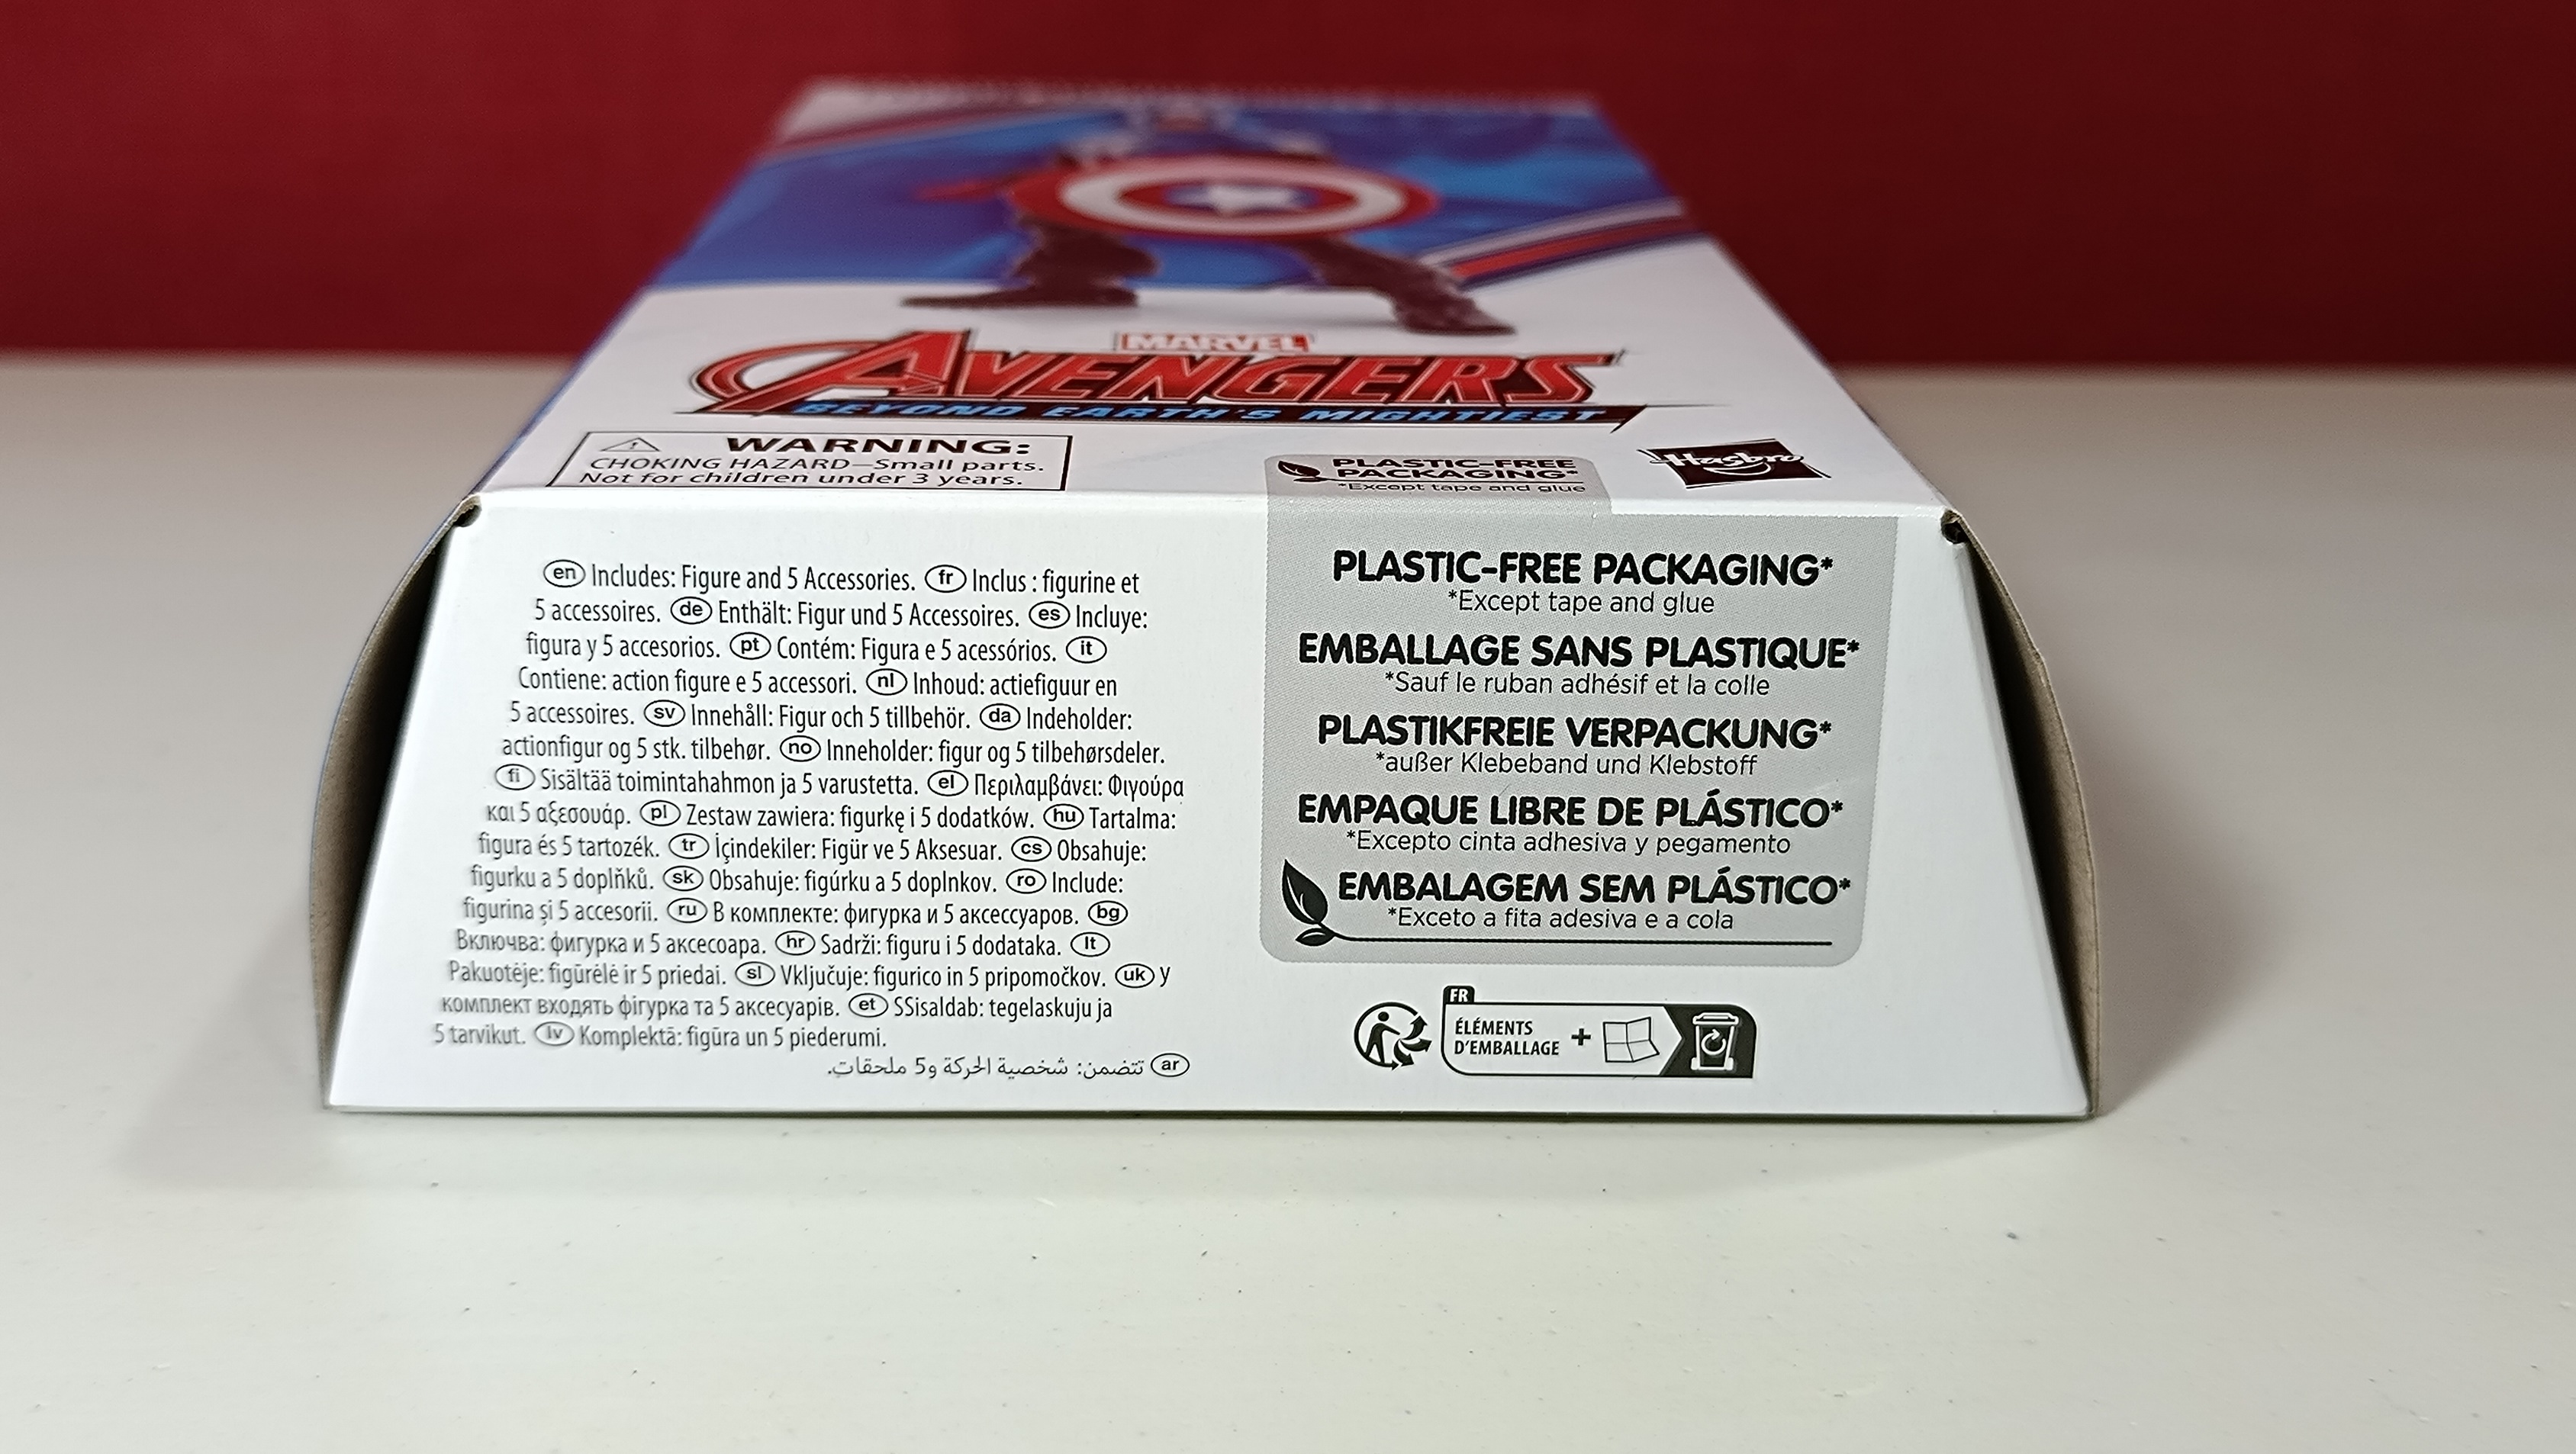 MARVEL
AVENGERS
BEYOND EARTH'S MIGHTIEST
WARNING:
CHOKING HAZARD—Small parts.
Not for children under 3 years.
PLASTIC-FREE
PACKAGING*
*Except tape and glue
Hasbro
en Includes: Figure and 5 Accessories. fr Inclus : figurine et
5 accessoires. de Enthält: Figur und 5 Accessoires. es Incluye:
figura y 5 accesorios. pt Contém: Figura e 5 acessórios. it
Contiene: action figure e 5 accessori. nl Inhoud: actiefiguur en
5 accessoires. sv Innehåll: Figur och 5 tillbehör. da Indeholder:
actionfigur og 5 stk. tilbehør. no Inneholder: figur og 5 tilbehørsdeler.
fi Sisältää toimintahahmon ja 5 varustetta. el Περιλαμβάνει: Φιγούρα
και 5 αξεσουάρ. pl Zestaw zawiera: figurkę i 5 dodatków. hu Tartalma:
figura és 5 tartozék. tr İçindekiler: Figür ve 5 Aksesuar. cs Obsahuje:
figurku a 5 doplňků. sk Obsahuje: figúrku a 5 doplnkov. ro Include:
figurina și 5 accesorii. ru В комплекте: фигурка и 5 аксессуаров. bg
Включва: фигурка и 5 аксесоара. hr Sadrži: figuru i 5 dodataka. lt
Pakuotėje: figūrėlė ir 5 priedai. sl Vključuje: figurico in 5 pripomočkov. uk У
комплект входять фігурка та 5 аксесуарів. et SSisaldab: tegelaskuju ja
5 tarvikut. lv Komplektā: figūra un 5 piederumi.
ar تتضمن: شخصية الحركة و5 ملحقات.
PLASTIC-FREE PACKAGING*
*Except tape and glue
EMBALLAGE SANS PLASTIQUE*
*Sauf le ruban adhésif et la colle
PLASTIKFREIE VERPACKUNG*
*außer Klebeband und Klebstoff
EMPAQUE LIBRE DE PLÁSTICO*
*Excepto cinta adhesiva y pegamento
EMBALAGEM SEM PLÁSTICO*
*Exceto a fita adesiva e a cola
FR
ÉLÉMENTS
D'EMBALLAGE +